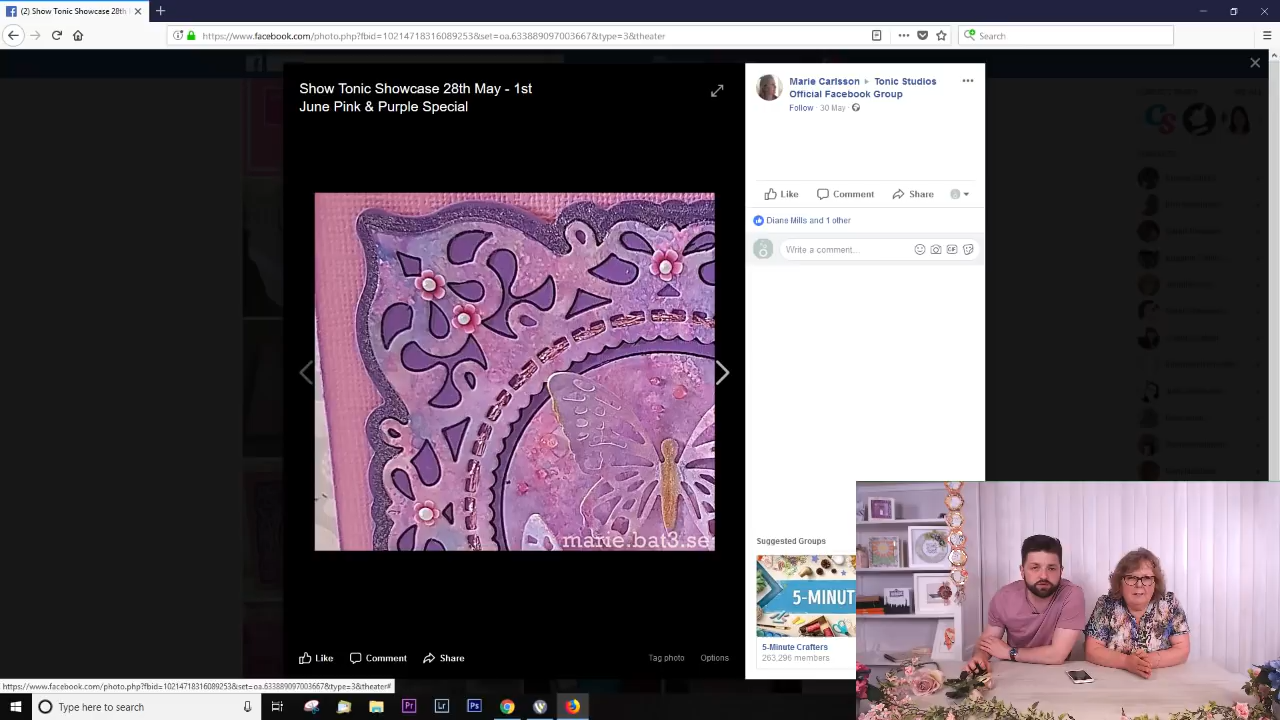 (2) Show Tonic Showcase 28th
https://www.facebook.com/photo.php?fbid=10214718316089253&set=oa.633889097003667&type=3&theater
Search
Show Tonic Showcase 28th May - 1st
June Pink & Purple Special
Marie Carlsson ▸ Tonic Studios
Official Facebook Group
Follow · 30 May ·
Like Comment Share
Diane Mills and 1 other
Write a comment...
GIF
marie.bat3.se
Suggested Groups
5-MINUT
5-Minute Crafters
263,296 members
Like Comment Share
Tag photo Options
https://www.facebook.com/photo.php?fbid=10214718316089253&set=oa.633889097003667&type=3&theater#
Type here to search
Pr
Lr
Ps